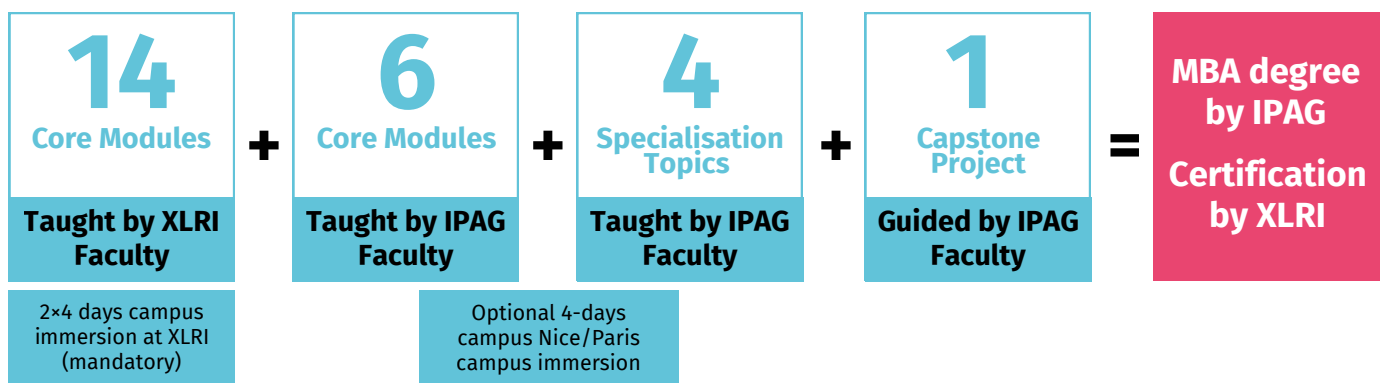 14
Core Modules
Taught by XLRI
Faculty
2×4 days campus
immersion at XLRI
(mandatory)
+
6
Core Modules
Taught by IPAG
Faculty
+
4
Specialisation
Topics
Taught by IPAG
Faculty
Optional 4-days
campus Nice/Paris
campus immersion
+
1
Capstone
Project
Guided by IPAG
Faculty
=
MBA degree
by IPAG
Certification
by XLRI